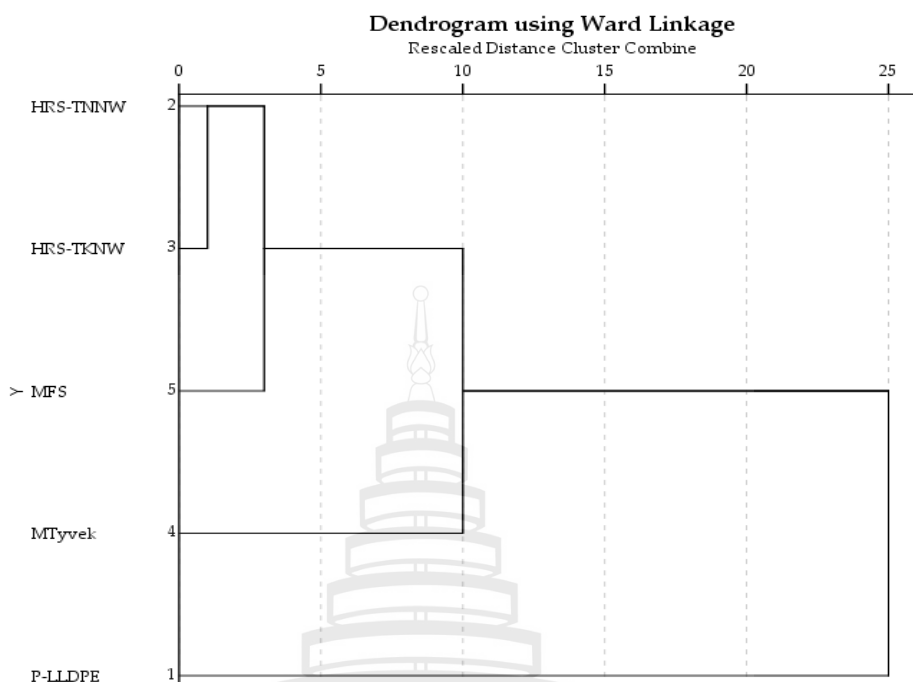 Dendrogram using Ward Linkage
Rescaled Distance Cluster Combine
0 5 10 15 20 25
HRS-TNNW 2
HRS-TKNW 3
Y MFS 5
MTyvek 4
P-LLDPE 1